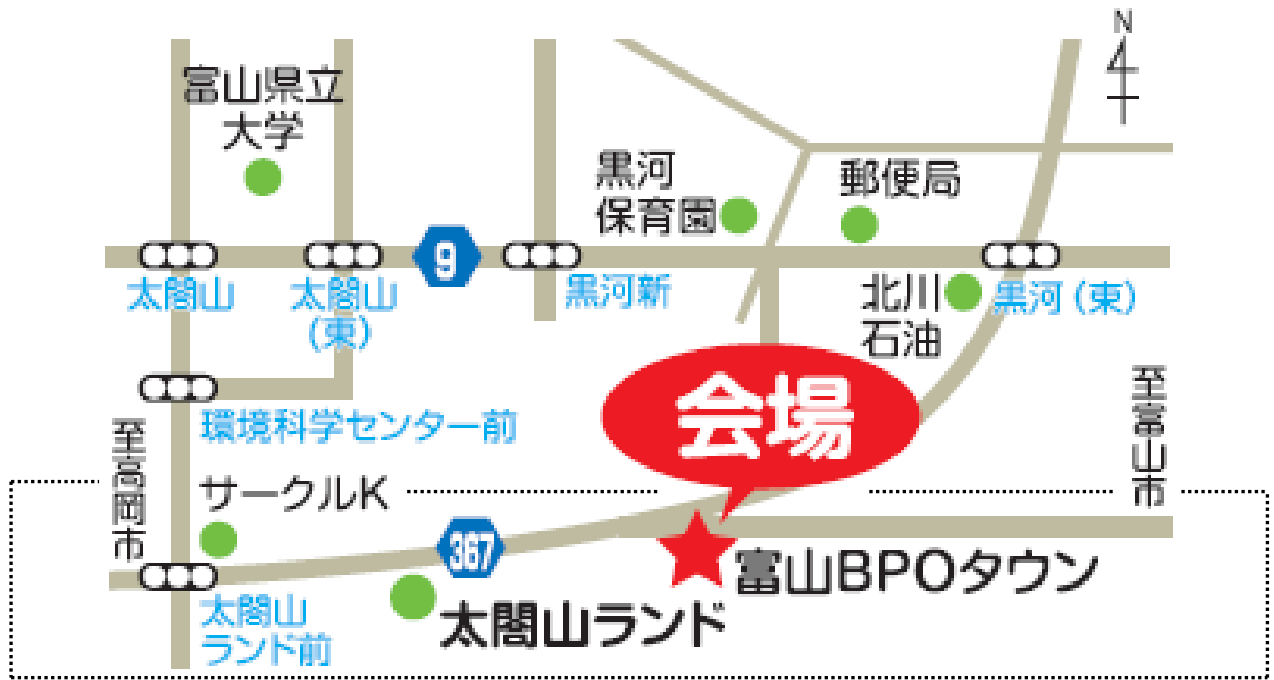 N
富山県立
大学
黒河
保育園
郵便局
9
太閤山
太閤山
(東)
黒河新
北川
石油
黒河(東)
会場
至富山市
環境科学センター前
至高岡市
サークルK
367
富山BPOタウン
太閤山
ランド前
太閤山ランド